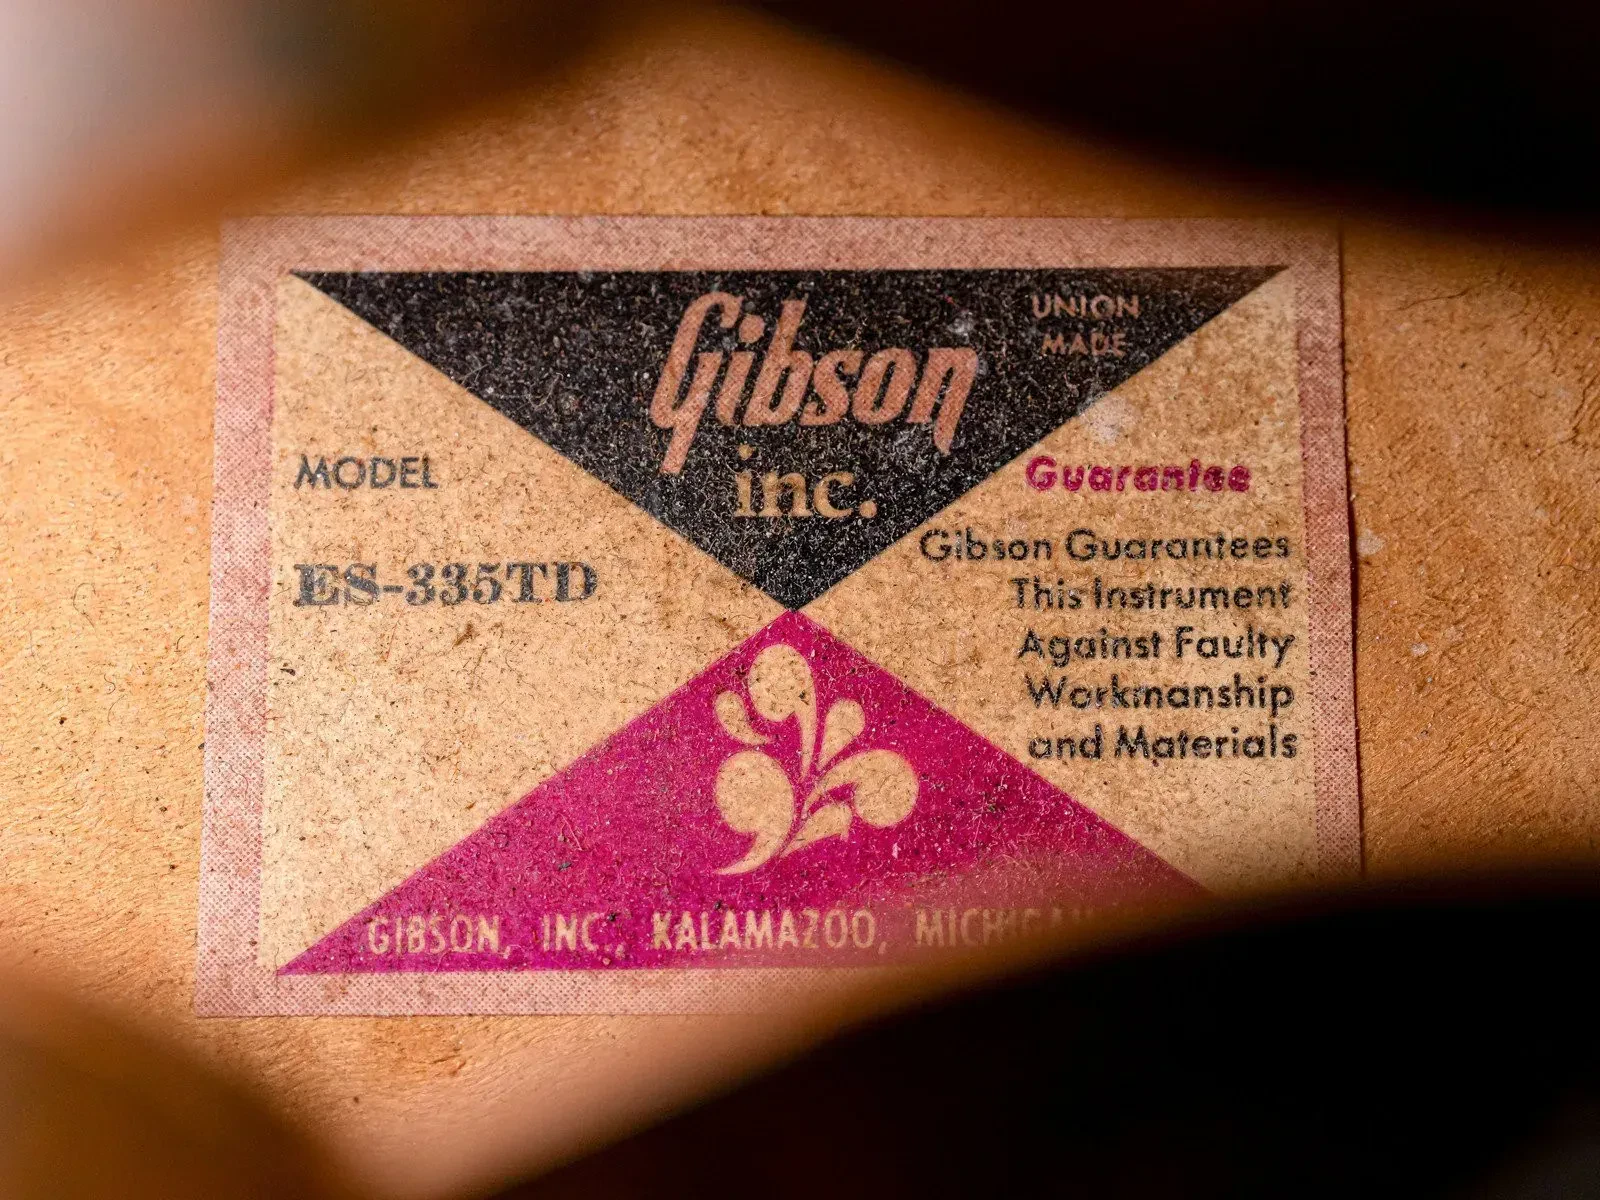 Gibson
inc.
UNION
MADE
MODEL
ES-335TD
Guarantee
Gibson Guarantees
This Instrument
Against Faulty
Workmanship
and Materials
GIBSON, INC., KALAMAZOO, MICHIGAN